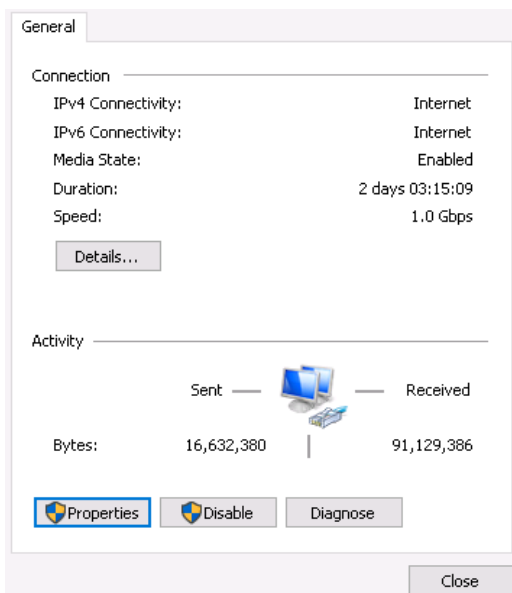 General
Connection
IPv4 Connectivity: Internet
IPv6 Connectivity: Internet
Media State: Enabled
Duration: 2 days 03:15:09
Speed: 1.0 Gbps
Details...
Activity
Sent Received
Bytes: 16,632,380 91,129,386
Properties Disable Diagnose
Close